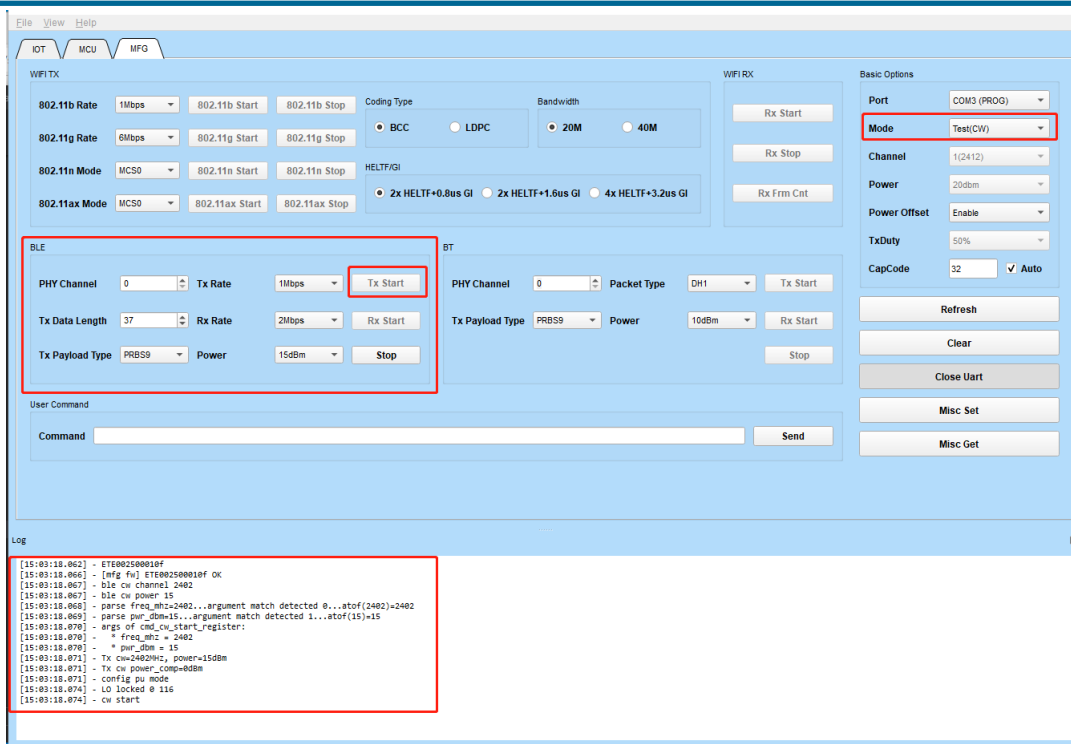 File View Help
IOT MCU MFG
WIFI TX
802.11b Rate 1Mbps 802.11b Start 802.11b Stop
802.11g Rate 6Mbps 802.11g Start 802.11g Stop
802.11n Mode MCS0 802.11n Start 802.11n Stop
802.11ax Mode MCS0 802.11ax Start 802.11ax Stop
Coding Type
BCC LDPC
Bandwidth
20M 40M
HELTF/GI
2x HELTF+0.8us GI 2x HELTF+1.6us GI 4x HELTF+3.2us GI
WIFI RX
Rx Start
Rx Stop
Rx Frm Cnt
Basic Options
Port COM3 (PROG)
Mode Test(CW)
Channel 1(2412)
Power 20dbm
Power Offset Enable
TxDuty 50%
CapCode 32 Auto
BLE
PHY Channel 0 Tx Rate 1Mbps Tx Start
Tx Data Length 37 Rx Rate 2Mbps Rx Start
Tx Payload Type PRBS9 Power 15dBm Stop
BT
PHY Channel 0 Packet Type DH1 Tx Start
Tx Payload Type PRBS9 Power 10dBm Rx Start
Stop
Refresh
Clear
Close Uart
Misc Set
Misc Get
User Command
Command Send
Log
[15:03:18.062] - ETE002500010f
[15:03:18.066] - [mfg fw] ETE002500010f OK
[15:03:18.067] - ble cw channel 2402
[15:03:18.067] - ble cw power 15
[15:03:18.068] - parse freq_mhz=2402...argument match detected 0...atof(2402)=2402
[15:03:18.069] - parse pwr_dbm=15...argument match detected 1...atof(15)=15
[15:03:18.070] - args of cmd_cw_start_register:
[15:03:18.070] - * freq_mhz = 2402
[15:03:18.070] - * pwr_dbm = 15
[15:03:18.071] - Tx cw=2402MHz, power=15dBm
[15:03:18.071] - Tx cw power_comp=0dBm
[15:03:18.071] - config pu mode
[15:03:18.074] - LO locked 0 116
[15:03:18.074] - cw start